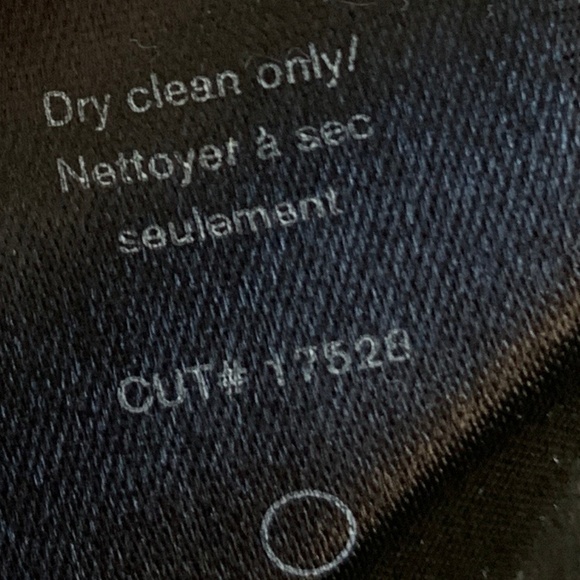 Dry clean only/
Nettoyer à sec
seulement
CUT# 17528